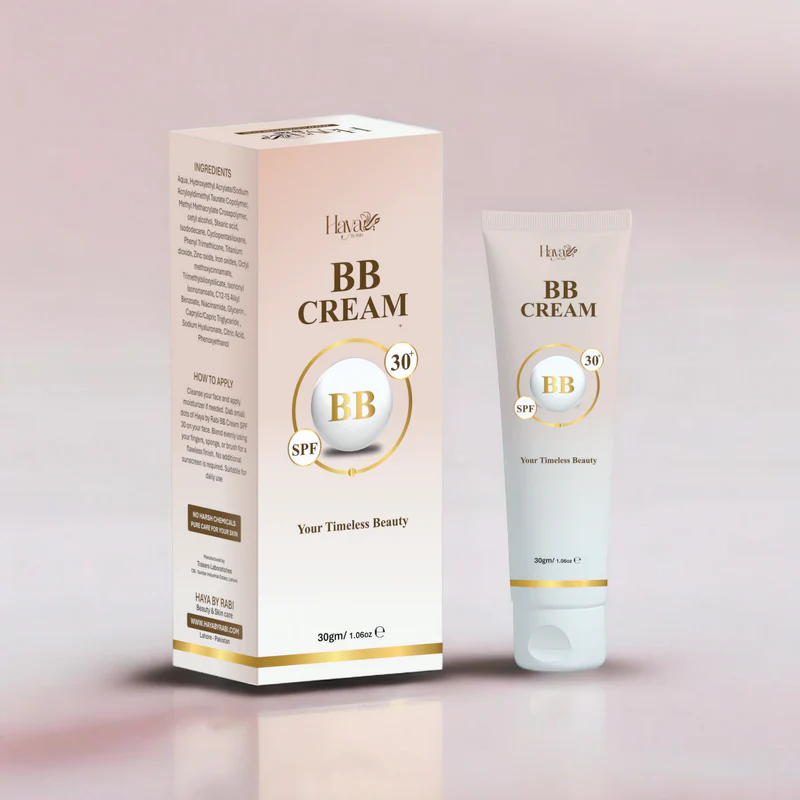 INGREDIENTS
Aqua, Hydroxyethyl Acrylate/Sodium
Acryloyldimethyl Taurate Copolymer,
Methyl Methacrylate Crosspolymer,
cetyl alcohol, Stearic acid,
Isododecane, Cyclopentasiloxane,
Phenyl Trimethicone, Titanium
dioxide, Zinc oxide, Iron oxides, Octyl
methoxycinnamate,
Trimethylsiloxysilicate, isononyl
isononanoate, C12-15 Alkyl
Benzoate, Niacinamide, Glycerin,
Caprylic/Capric Triglyceride,
Sodium Hyaluronate, Citric Acid,
Phenoxyethanol
HOW TO APPLY
Cleanse your face and apply
moisturizer if needed. Dab small
dots of Haya by Rabi BB Cream SPF
30 on your face. Blend evenly using
your fingers, sponge, or brush for a
flawless finish. No additional
sunscreen is required. Suitable for
daily use
NO HARSH CHEMICALS
PURE CARE FOR YOUR SKIN
Manufactured by
HAYA BY RABI
Beauty & Skin care
WWW.HAYABYRABI.COM
Lahore - Pakistan
Haya
by Rabi
BB
CREAM
30+
BB
SPF
Your Timeless Beauty
30gm/ 1.06oz ℮
Haya
BB
CREAM
30+
BB
SPF
Your Timeless Beauty
30gm/ 1.06oz ℮